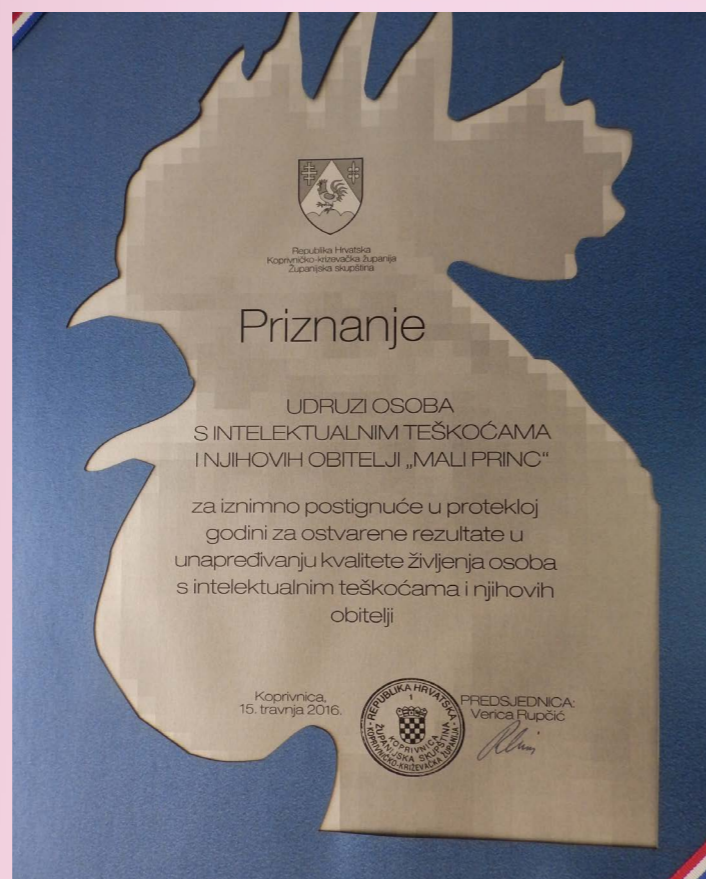 Republika Hrvatska
Koprivničko-križevačka županija
Županijska skupština
Priznanje
UDRUZI OSOBA
S INTELEKTUALNIM TEŠKOĆAMA
I NJIHOVIH OBITELJI „MALI PRINC“
za iznimno postignuće u protekloj
godini za ostvarene rezultate u
unapređivanju kvalitete življenja osoba
s intelektualnim teškoćama i njihovih
obitelji
Koprivnica,
15. travnja 2016.
REPUBLIKA HRVATSKA
1
KOPRIVNICA
ŽUPANIJSKA SKUPŠTINA
KOPRIVNIČKO-KRIŽEVAČKA ŽUPANIJA
PREDSJEDNICA:
Verica Rupčić